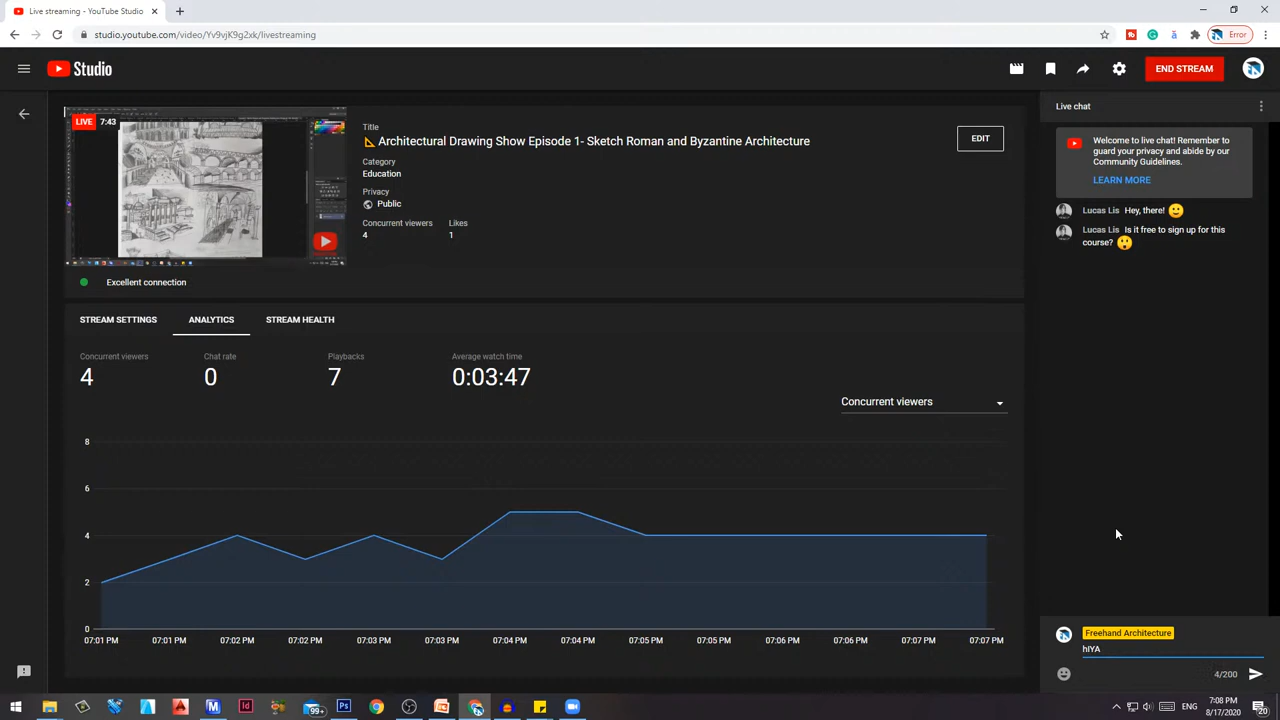 Live streaming - YouTube Studio
studio.youtube.com/video/Yv9vjK9g2xk/livestreaming
Error
Studio
END STREAM
LIVE 7:43
Title
Architectural Drawing Show Episode 1- Sketch Roman and Byzantine Architecture
EDIT
Category
Education
Privacy
Public
Concurrent viewers Likes
4 1
Excellent connection
STREAM SETTINGS ANALYTICS STREAM HEALTH
Concurrent viewers Chat rate Playbacks Average watch time
4 0 7 0:03:47
Concurrent viewers
8
6
4
2
0
07:01 PM 07:01 PM 07:02 PM 07:02 PM 07:03 PM 07:03 PM 07:04 PM 07:04 PM 07:05 PM 07:05 PM 07:06 PM 07:06 PM 07:07 PM 07:07 PM
Live chat
Welcome to live chat! Remember to
guard your privacy and abide by our
Community Guidelines.
LEARN MORE
Lucas Lis Hey, there!
Lucas Lis Is it free to sign up for this
course?
Freehand Architecture
hIYA
4/200
99+
7:08 PM
8/17/2020
20